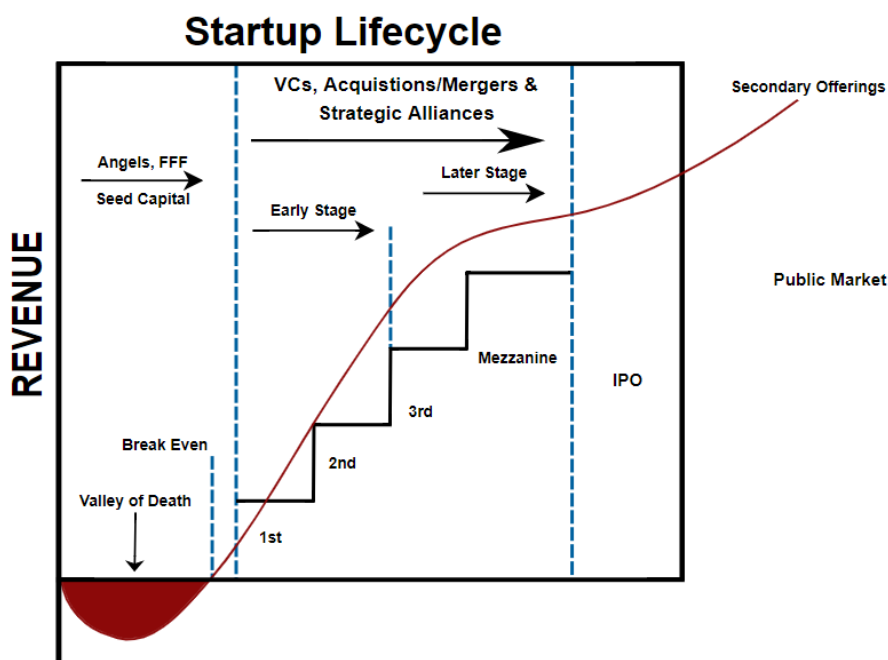 Startup Lifecycle
VCs, Acquistions/Mergers &
Strategic Alliances
Secondary Offerings
Angels, FFF
Seed Capital
Later Stage
Early Stage
REVENUE
Public Market
Mezzanine
IPO
3rd
Break Even
2nd
Valley of Death
1st